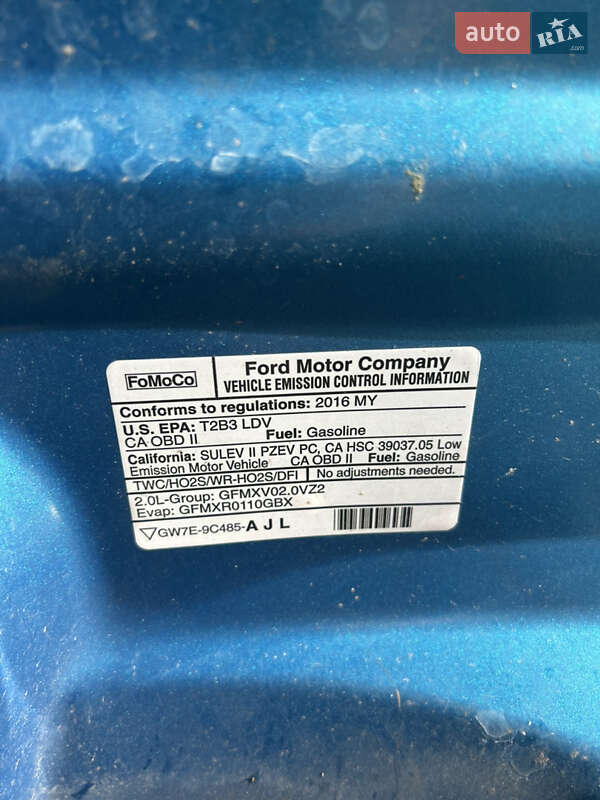 auto RIA .com
FoMoCo
Ford Motor Company
VEHICLE EMISSION CONTROL INFORMATION
Conforms to regulations: 2016 MY
U.S. EPA: T2B3 LDV
CA OBD II Fuel: Gasoline
California: SULEV II PZEV PC, CA HSC 39037.05 Low
Emission Motor Vehicle CA OBD II Fuel: Gasoline
TWC/HO2S/WR-HO2S/DFI No adjustments needed.
2.0L-Group: GFMXV02.0VZ2
Evap: GFMXR0110GBX
GW7E-9C485-AJL